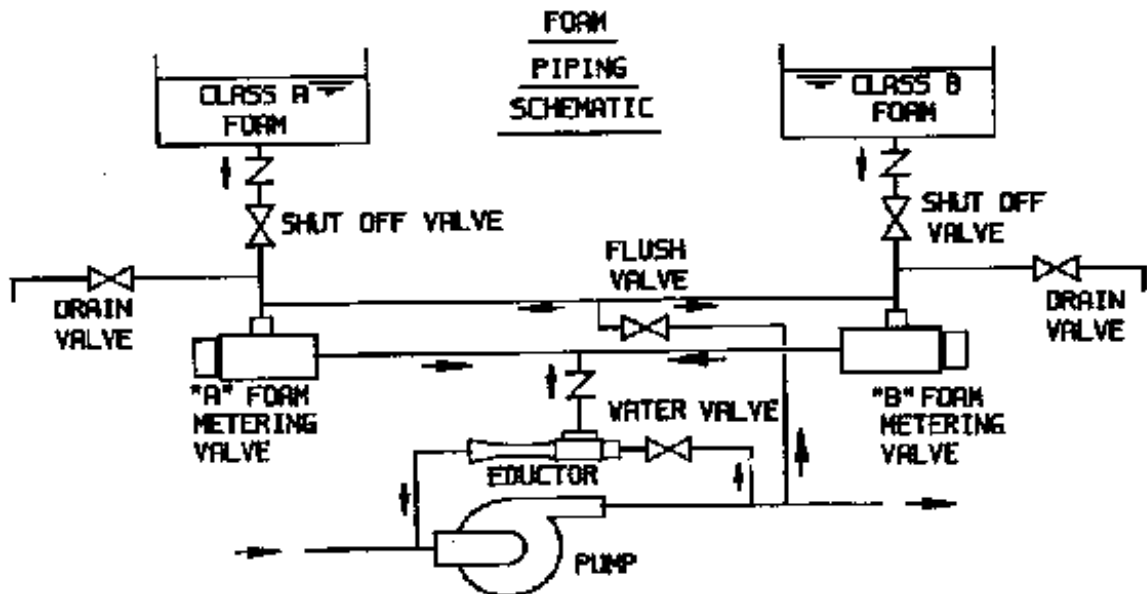 FOAM
PIPING
SCHEMATIC
CLASS A
FOAM
CLASS B
FOAM
SHUT OFF VALVE
SHUT OFF
VALVE
FLUSH
VALVE
DRAIN
VALVE
DRAIN
VALVE
"A" FOAM
METERING
VALVE
WATER VALVE
"B" FOAM
METERING
VALVE
EDUCTOR
PUMP